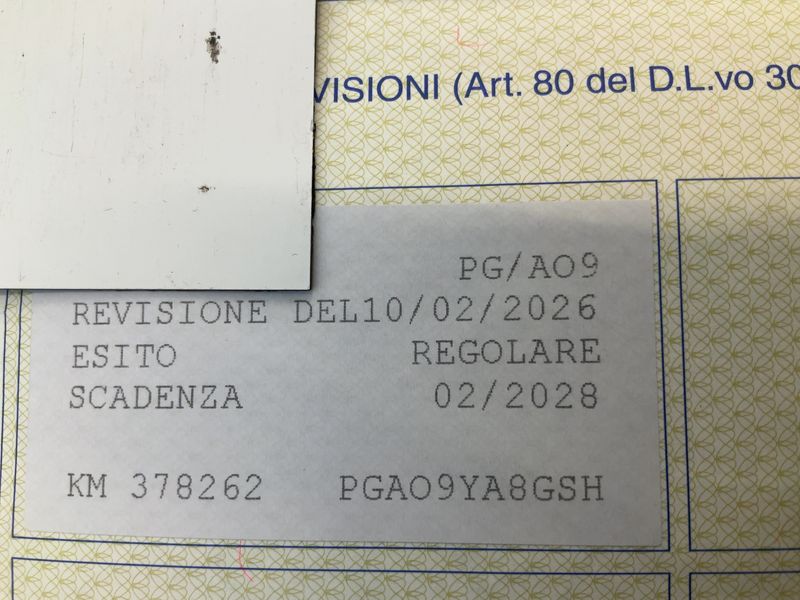 VISIONI (Art. 80 del D.L.vo 30
PG/AO9
REVISIONE DEL10/02/2026
ESITO REGOLARE
SCADENZA 02/2028
KM 378262 PGAO9YA8GSH